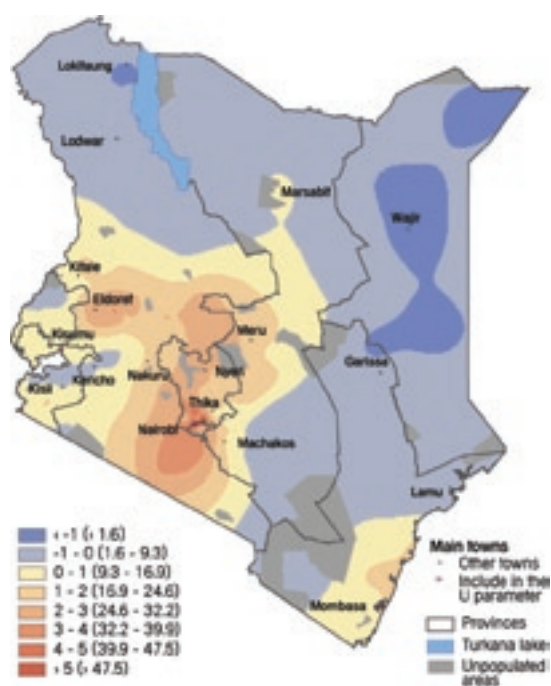 Lokitaung
Lodwar
Marsabit
Wajir
Kitale
Eldoret
Kisumu
Meru
Garissa
Kisii
Kericho
Nakuru
Nyeri
Thika
Nairobi
Machakos
Lamu
Mombasa
< -1 (< 1.6)
-1 - 0 (1.6 - 9.3)
0 - 1 (9.3 - 16.9)
1 - 2 (16.9 - 24.6)
2 - 3 (24.6 - 32.2)
3 - 4 (32.2 - 39.9)
4 - 5 (39.9 - 47.5)
> 5 (> 47.5)
Main towns
Other towns
Include in the
U parameter
Provinces
Turkana lake
Unpopulated
areas